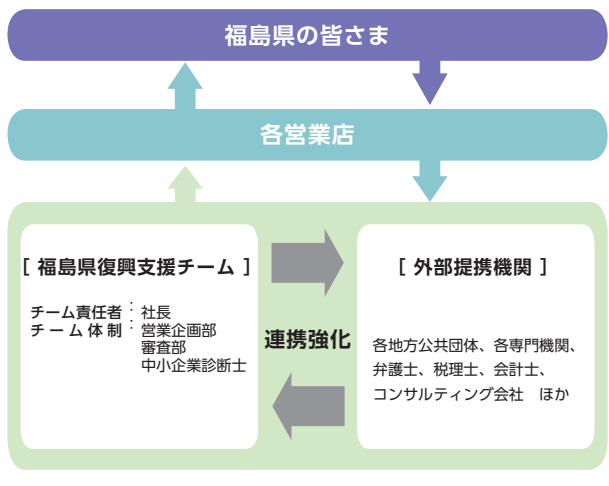 福島県の皆さま
各営業店
[ 福島県復興支援チーム ]
チーム責任者：社長
チーム体制：営業企画部
審査部
中小企業診断士
連携強化
[ 外部提携機関 ]
各地方公共団体、各専門機関、
弁護士、税理士、会計士、
コンサルティング会社　ほか